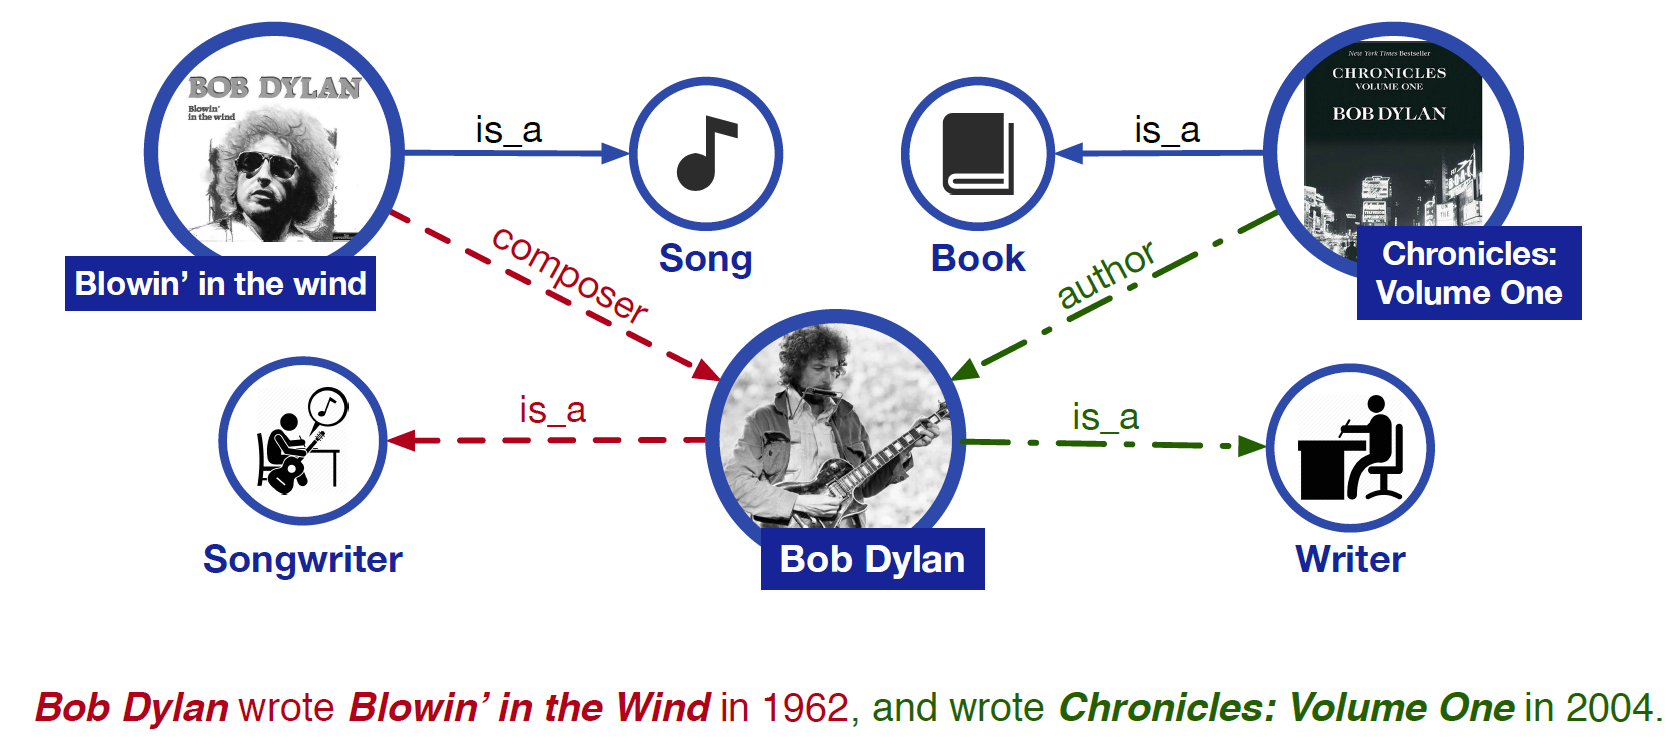 BOB DYLAN
Blowin'
in the wind
is_a
is_a
New York Times Bestseller
CHRONICLES
VOLUME ONE
BOB DYLAN
Song
Book
Chronicles:
Volume One
Blowin’ in the wind
composer
author
is_a
is_a
Songwriter
Bob Dylan
Writer
Bob Dylan wrote Blowin’ in the Wind in 1962, and wrote Chronicles: Volume One in 2004.